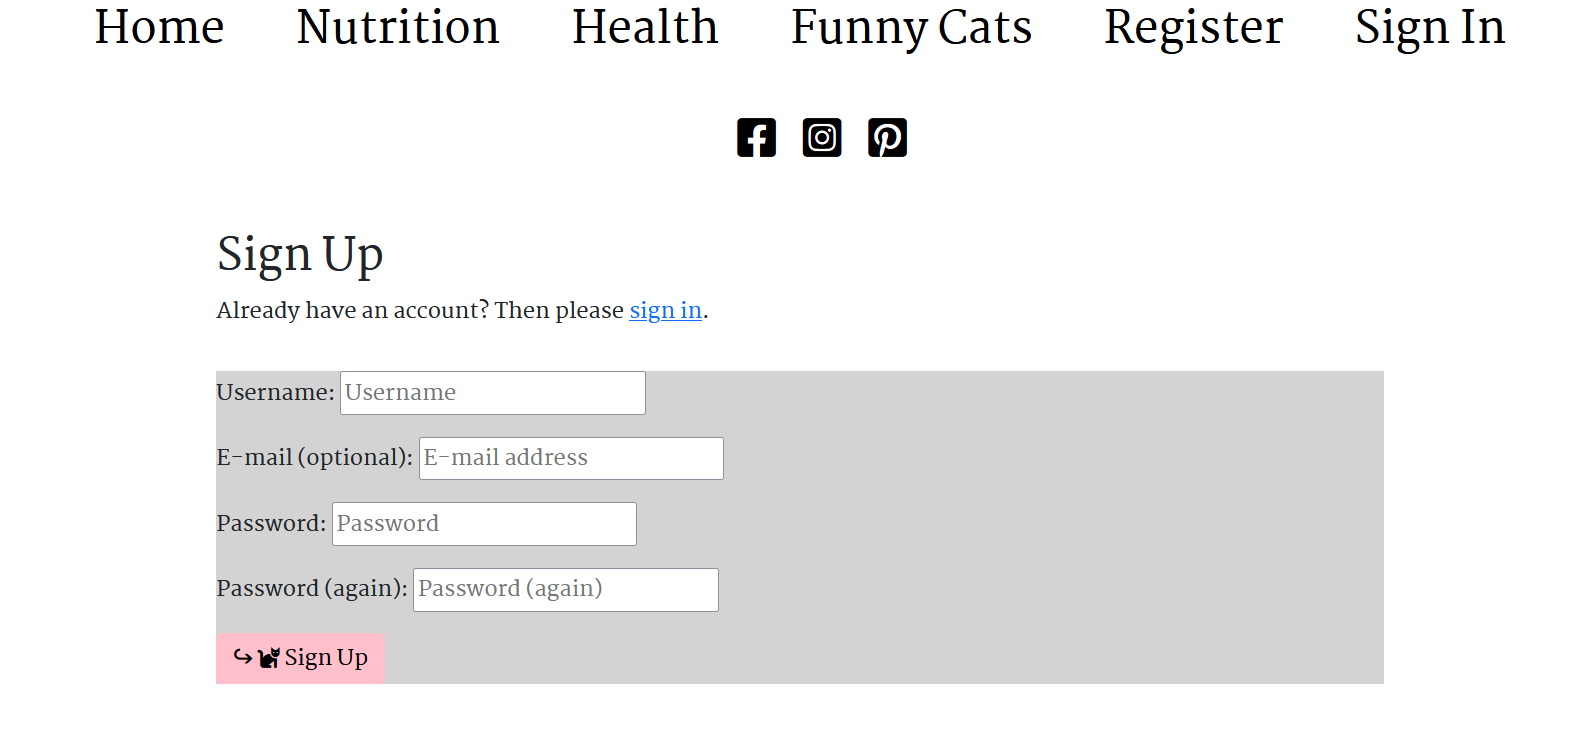 Home Nutrition Health Funny Cats Register Sign In
Sign Up
Already have an account? Then please sign in.
Username: Username
E-mail (optional): E-mail address
Password: Password
Password (again): Password (again)
Sign Up